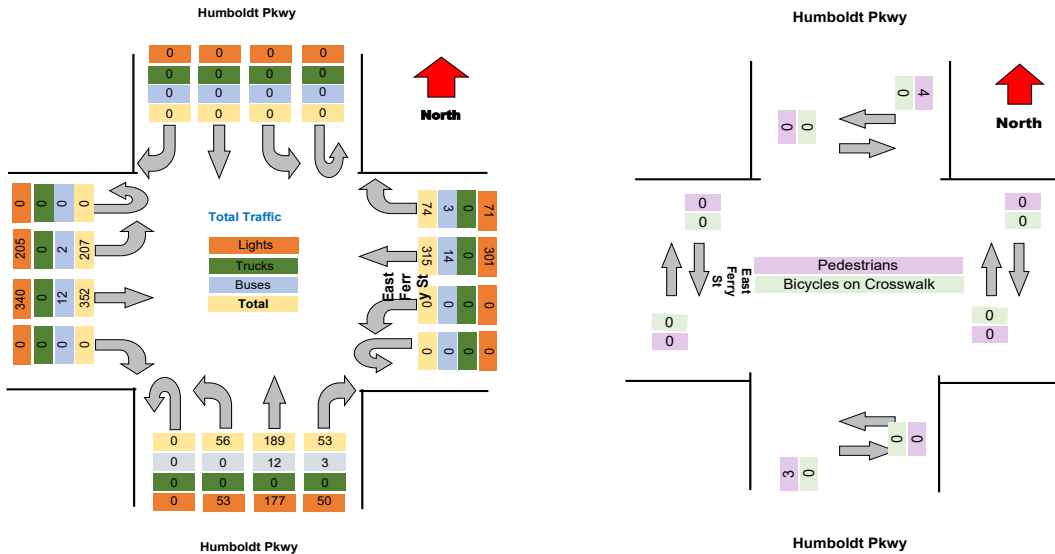 Humboldt Pkwy
0 0 0 0
0 0 0 0
0 0 0 0
0 0 0 0
North
0 0 0 0
205 0 2 207
340 0 12 352
0 0 0 0
Total Traffic
Lights
Trucks
Buses
Total
74 3 0 71
315 14 0 301
0 0 0 0
0 0 0 0
East
Ferr
y St
0 56 189 53
0 0 12 3
0 0 0 0
0 53 177 50
Humboldt Pkwy
Humboldt Pkwy
0 4
0 0
North
0
0
0
0
East
Ferry
St
Pedestrians
Bicycles on Crosswalk
0
0
0
0
0 0
3 0
Humboldt Pkwy